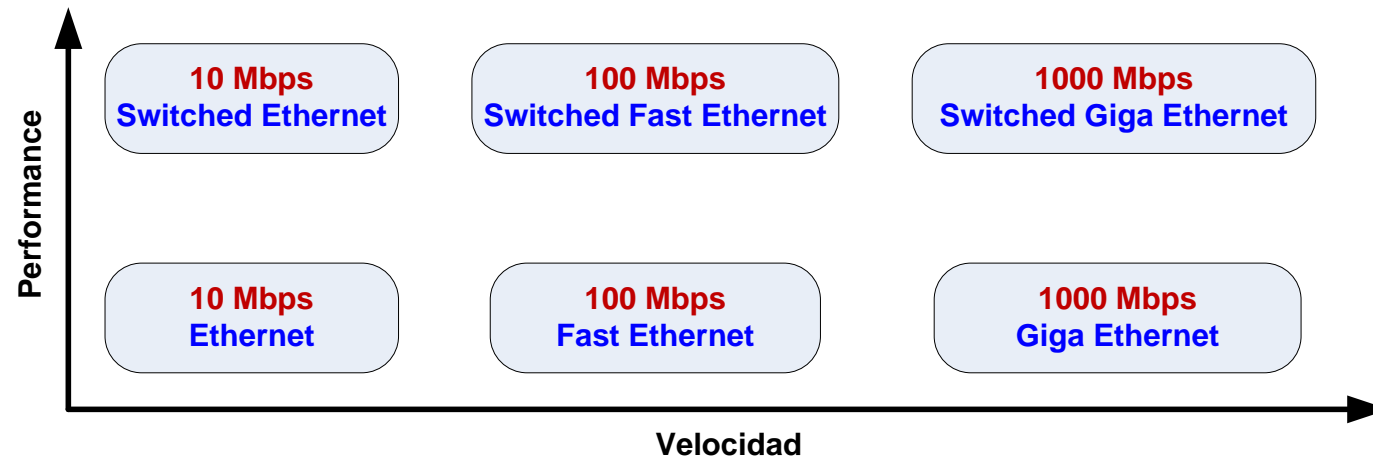 Performance
10 Mbps
Switched Ethernet
100 Mbps
Switched Fast Ethernet
1000 Mbps
Switched Giga Ethernet
10 Mbps
Ethernet
100 Mbps
Fast Ethernet
1000 Mbps
Giga Ethernet
Velocidad